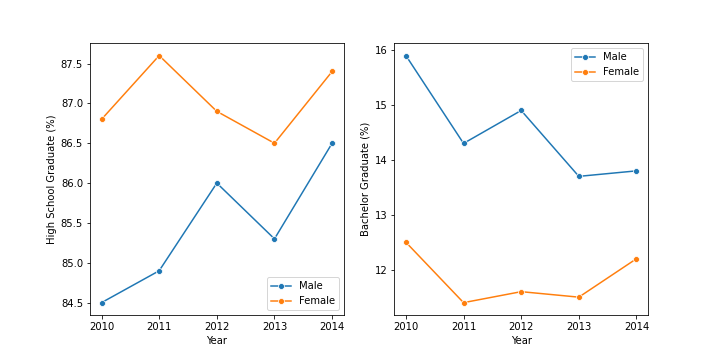 High School Graduate (%)
87.5
87.0
86.5
86.0
85.5
85.0
84.5
2010 2011 2012 2013 2014
Year
Male
Female
Bachelor Graduate (%)
16
15
14
13
12
2010 2011 2012 2013 2014
Year
Male
Female